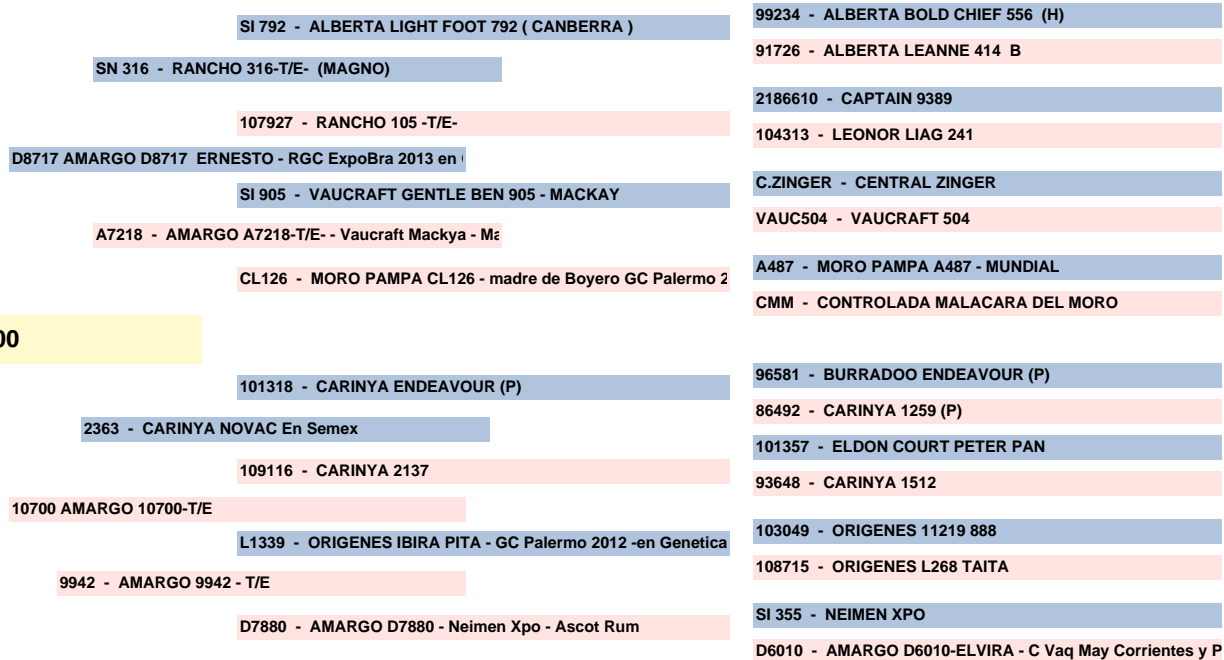 99234 - ALBERTA BOLD CHIEF 556 (H)
SI 792 - ALBERTA LIGHT FOOT 792 ( CANBERRA )
91726 - ALBERTA LEANNE 414 B
SN 316 - RANCHO 316-T/E- (MAGNO)
2186610 - CAPTAIN 9389
107927 - RANCHO 105 -T/E-
104313 - LEONOR LIAG 241
D8717 AMARGO D8717 ERNESTO - RGC ExpoBra 2013 en
C.ZINGER - CENTRAL ZINGER
SI 905 - VAUCRAFT GENTLE BEN 905 - MACKAY
VAUC504 - VAUCRAFT 504
A7218 - AMARGO A7218-T/E- - Vaucraft Mackya - Ma
A487 - MORO PAMPA A487 - MUNDIAL
CL126 - MORO PAMPA CL126 - madre de Boyero GC Palermo 2
CMM - CONTROLADA MALACARA DEL MORO
00
96581 - BURRADOO ENDEAVOUR (P)
101318 - CARINYA ENDEAVOUR (P)
86492 - CARINYA 1259 (P)
2363 - CARINYA NOVAC En Semex
101357 - ELDON COURT PETER PAN
109116 - CARINYA 2137
93648 - CARINYA 1512
10700 AMARGO 10700-T/E
103049 - ORIGENES 11219 888
L1339 - ORIGENES IBIRA PITA - GC Palermo 2012 -en Genetica
108715 - ORIGENES L268 TAITA
9942 - AMARGO 9942 - T/E
SI 355 - NEIMEN XPO
D7880 - AMARGO D7880 - Neimen Xpo - Ascot Rum
D6010 - AMARGO D6010-ELVIRA - C Vaq May Corrientes y P